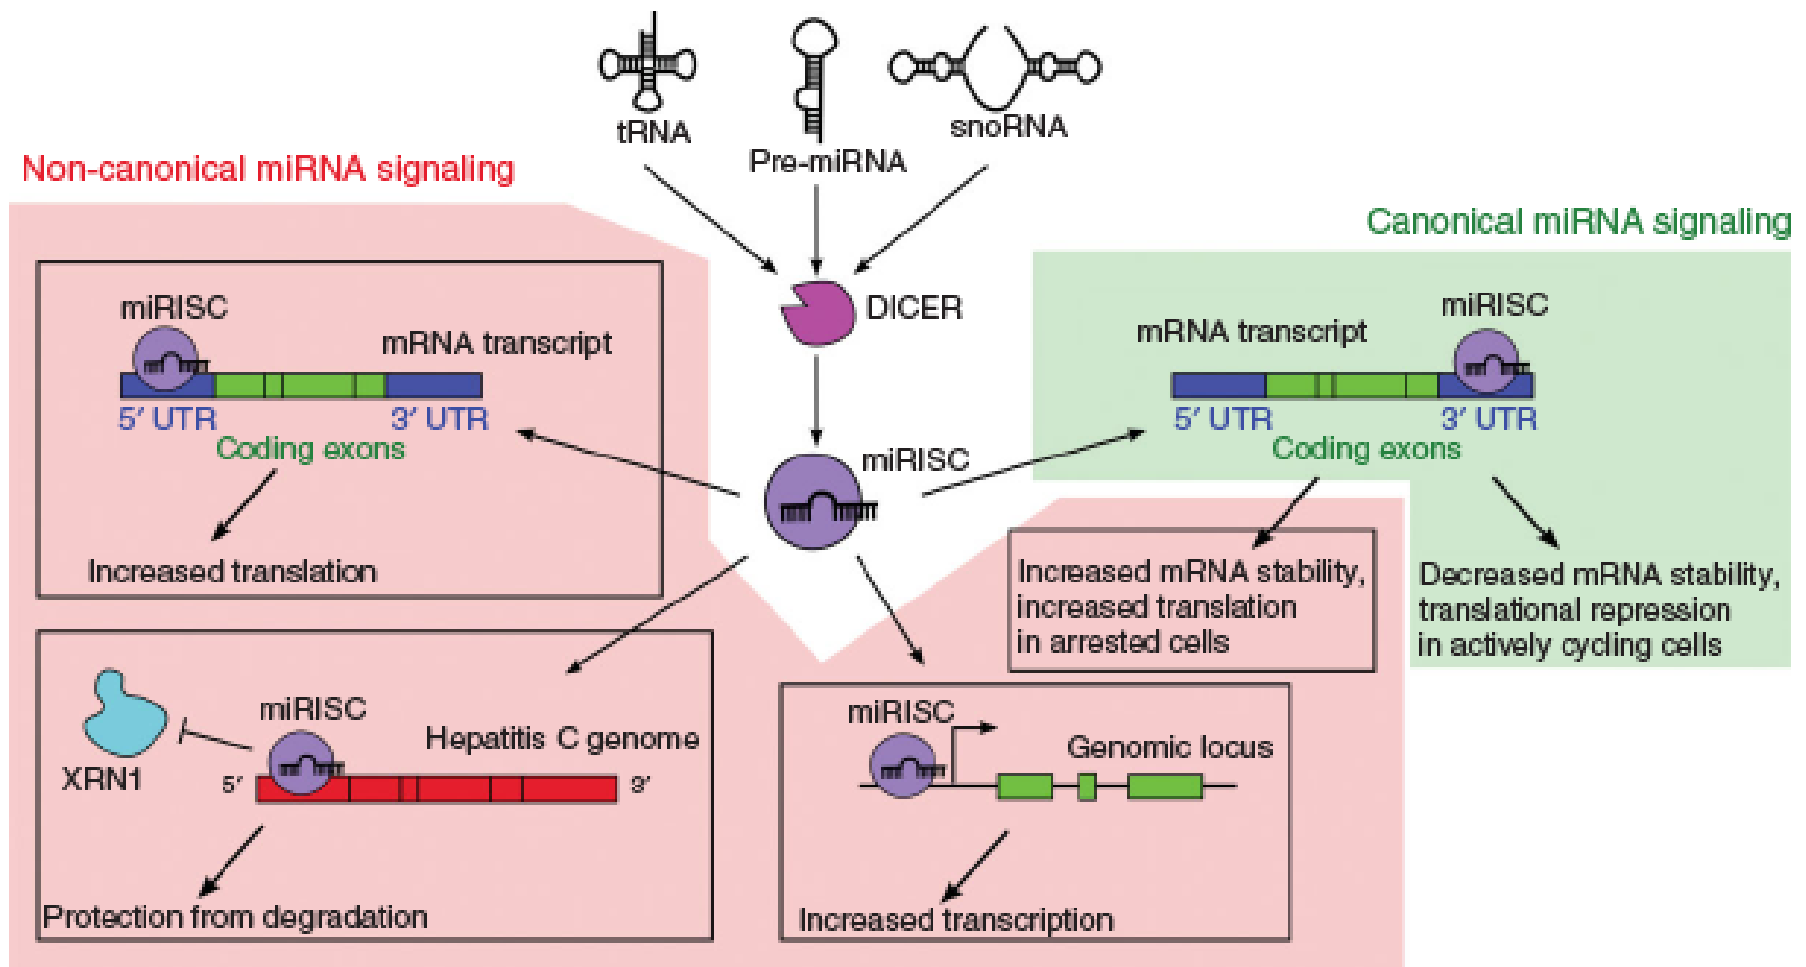 tRNA
Pre-miRNA
snoRNA
Non-canonical miRNA signaling
Canonical miRNA signaling
DICER
miRISC
miRISC
mRNA transcript
5′ UTR
3′ UTR
Coding exons
Increased translation
miRISC
mRNA transcript
5′ UTR
3′ UTR
Coding exons
Increased mRNA stability,
increased translation
in arrested cells
Decreased mRNA stability,
translational repression
in actively cycling cells
XRN1
miRISC
Hepatitis C genome
5′
3′
Protection from degradation
miRISC
Genomic locus
Increased transcription